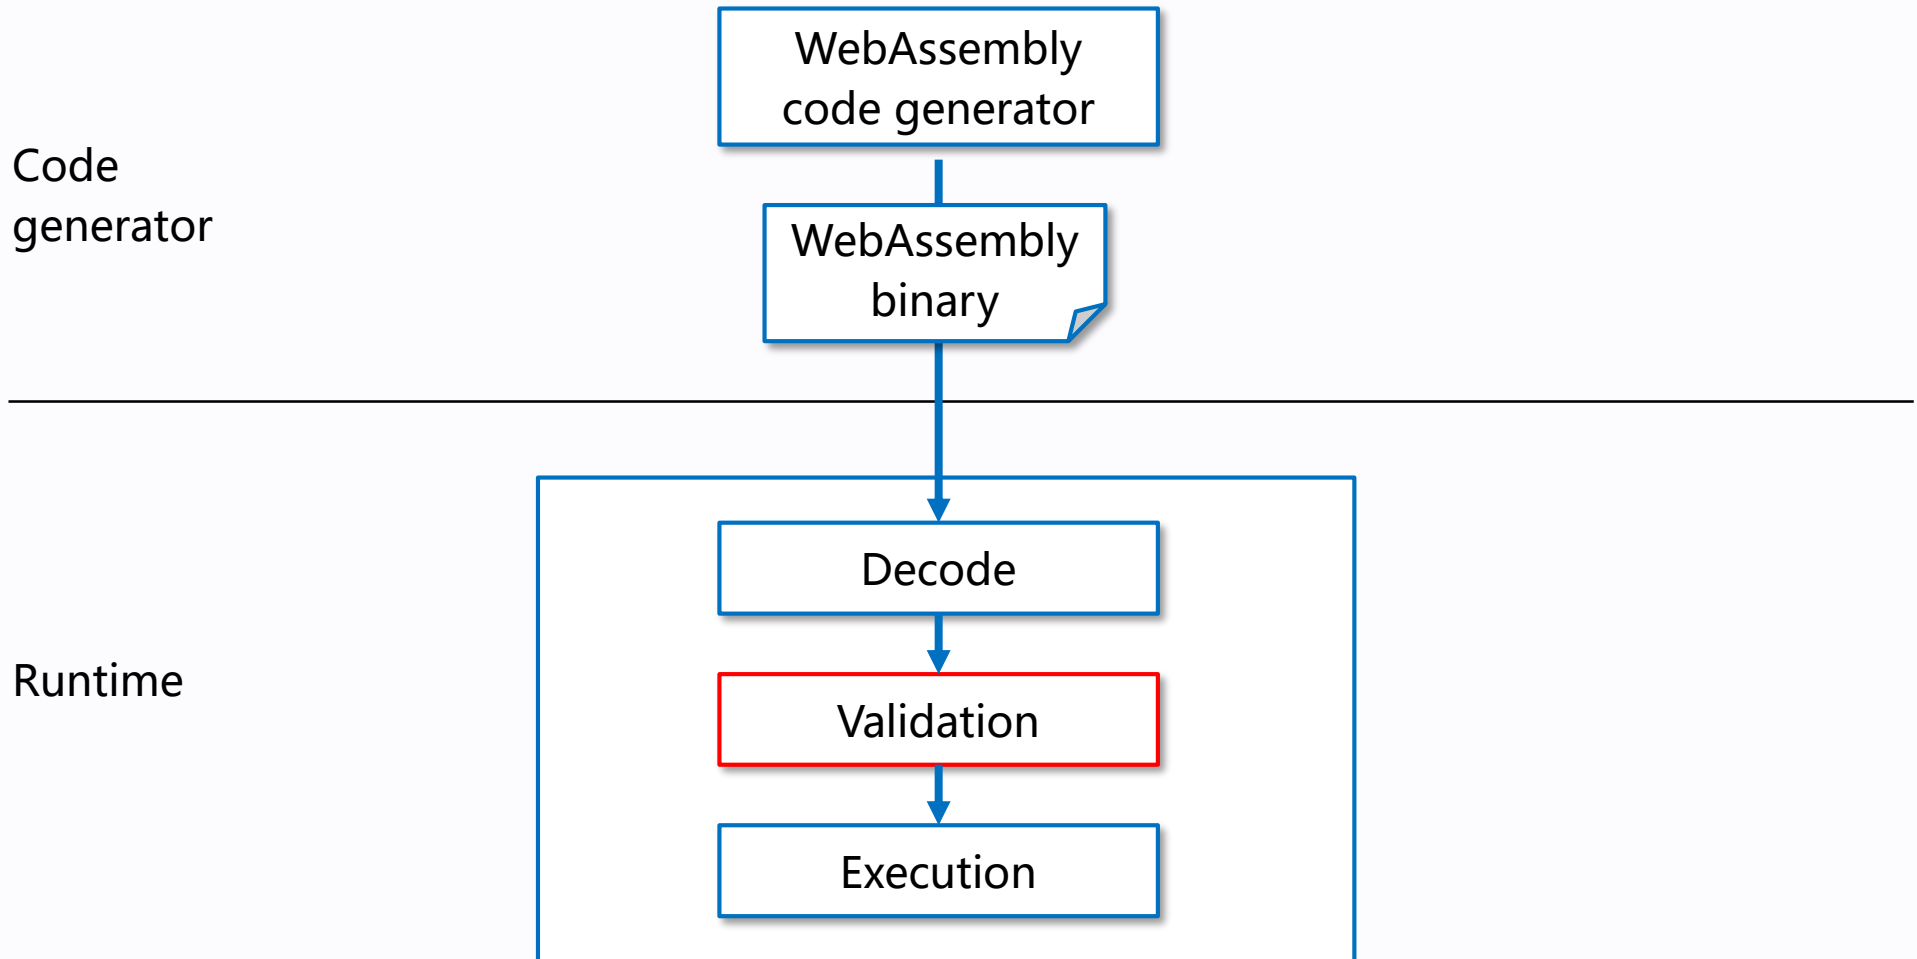 WebAssembly
code generator
Code
generator
WebAssembly
binary
Decode
Runtime
Validation
Execution